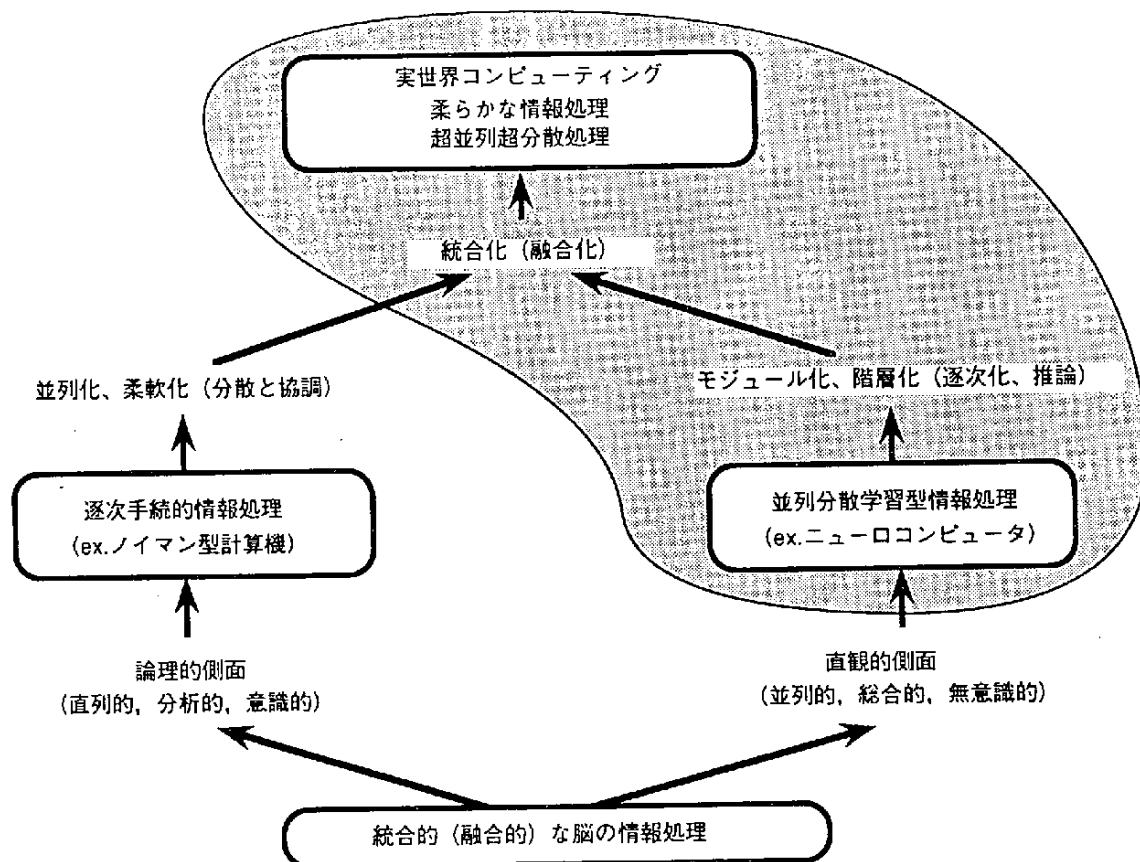 実世界コンピューティング
柔らかな情報処理
超並列超分散処理
統合化（融合化）
並列化、柔軟化（分散と協調）
モジュール化、階層化（逐次化、推論）
逐次手続的情報処理
（ex.ノイマン型計算機）
並列分散学習型情報処理
（ex.ニューロコンピュータ）
論理的側面
（直列的，分析的，意識的）
直観的側面
（並列的，総合的，無意識的）
統合的（融合的）な脳の情報処理